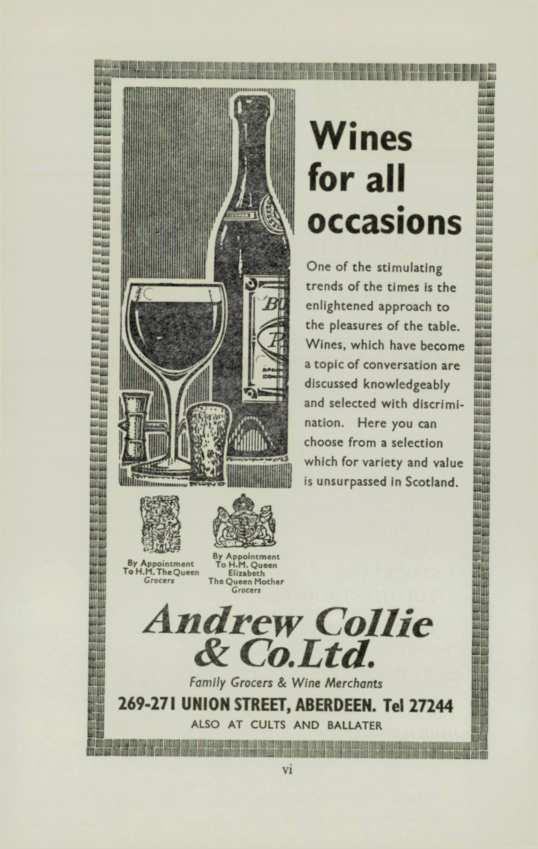 Wines
for all
occasions
One of the stimulating
trends of the times is the
enlightened approach to
the pleasures of the table.
Wines, which have become
a topic of conversation are
discussed knowledgeably
and selected with discrimi-
nation. Here you can
choose from a selection
which for variety and value
is unsurpassed in Scotland.
By Appointment
To H.M. The Queen
Grocers
By Appointment
To H.M. Queen
Elizabeth
The Queen Mother
Grocers
Andrew Collie
& Co. Ltd.
Family Grocers & Wine Merchants
269-271 UNION STREET, ABERDEEN. Tel 27244
ALSO AT CULTS AND BALLATER
vi